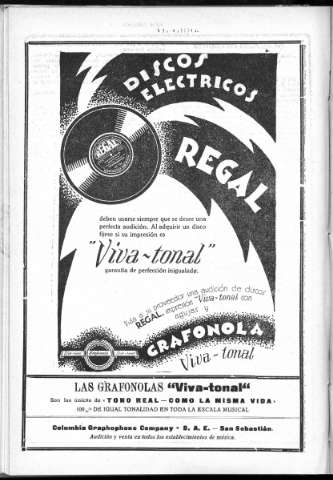 DISCOS
ELECTRICOS
REGAL
REGAL
deben usarse siempre que se desee una
perfecta audición. Al adquirir un disco
fíjese si su impresión es
"Viva-tonal"
garantía de perfección inigualada.
Pida a su proveedor una audición de discos
REGAL, impresión "Viva-tonal" con
agujas y
GRAFONOLA
Viva-tonal
LAS GRAFONOLAS "Viva-tonal"
Son las únicas de «TONO REAL — COMO LA MISMA VIDA»
100 % DE IGUAL TONALIDAD EN TODA LA ESCALA MUSICAL
Columbia Graphophone Company - S. A. E. - San Sebastián.
Audición y venta en todos los establecimientos de música.